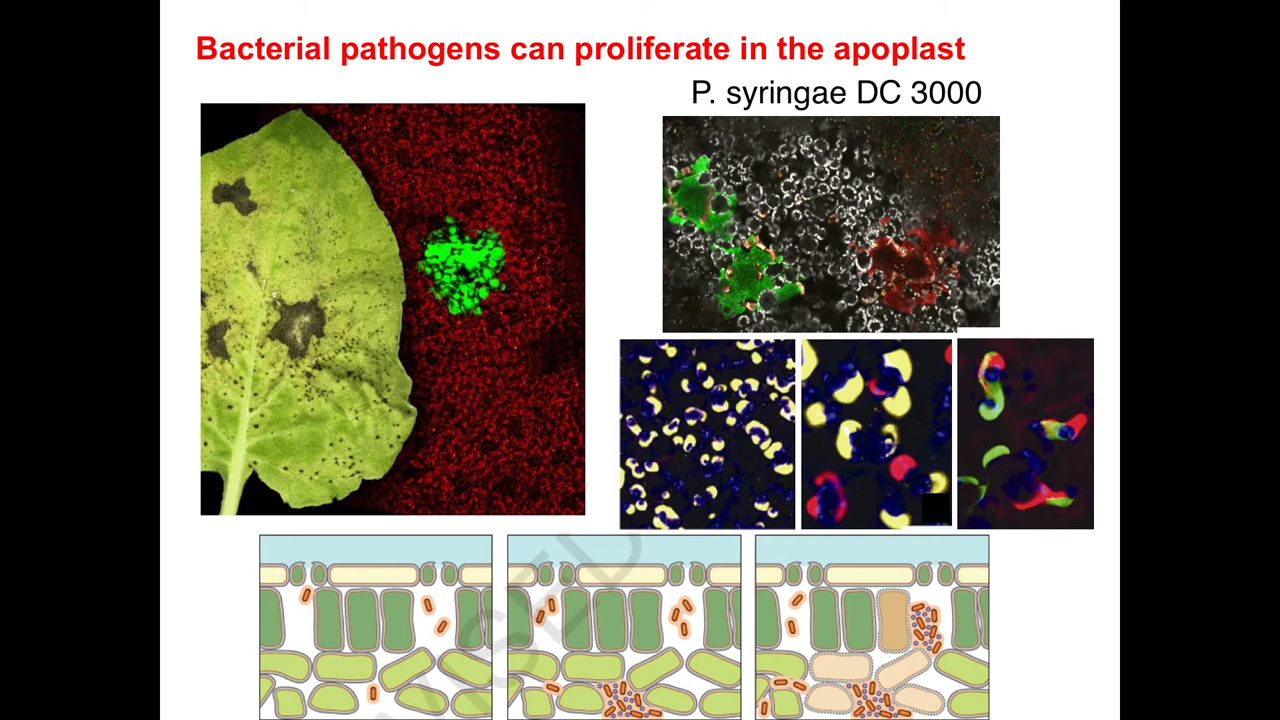 Bacterial pathogens can proliferate in the apoplast
P. syringae DC 3000